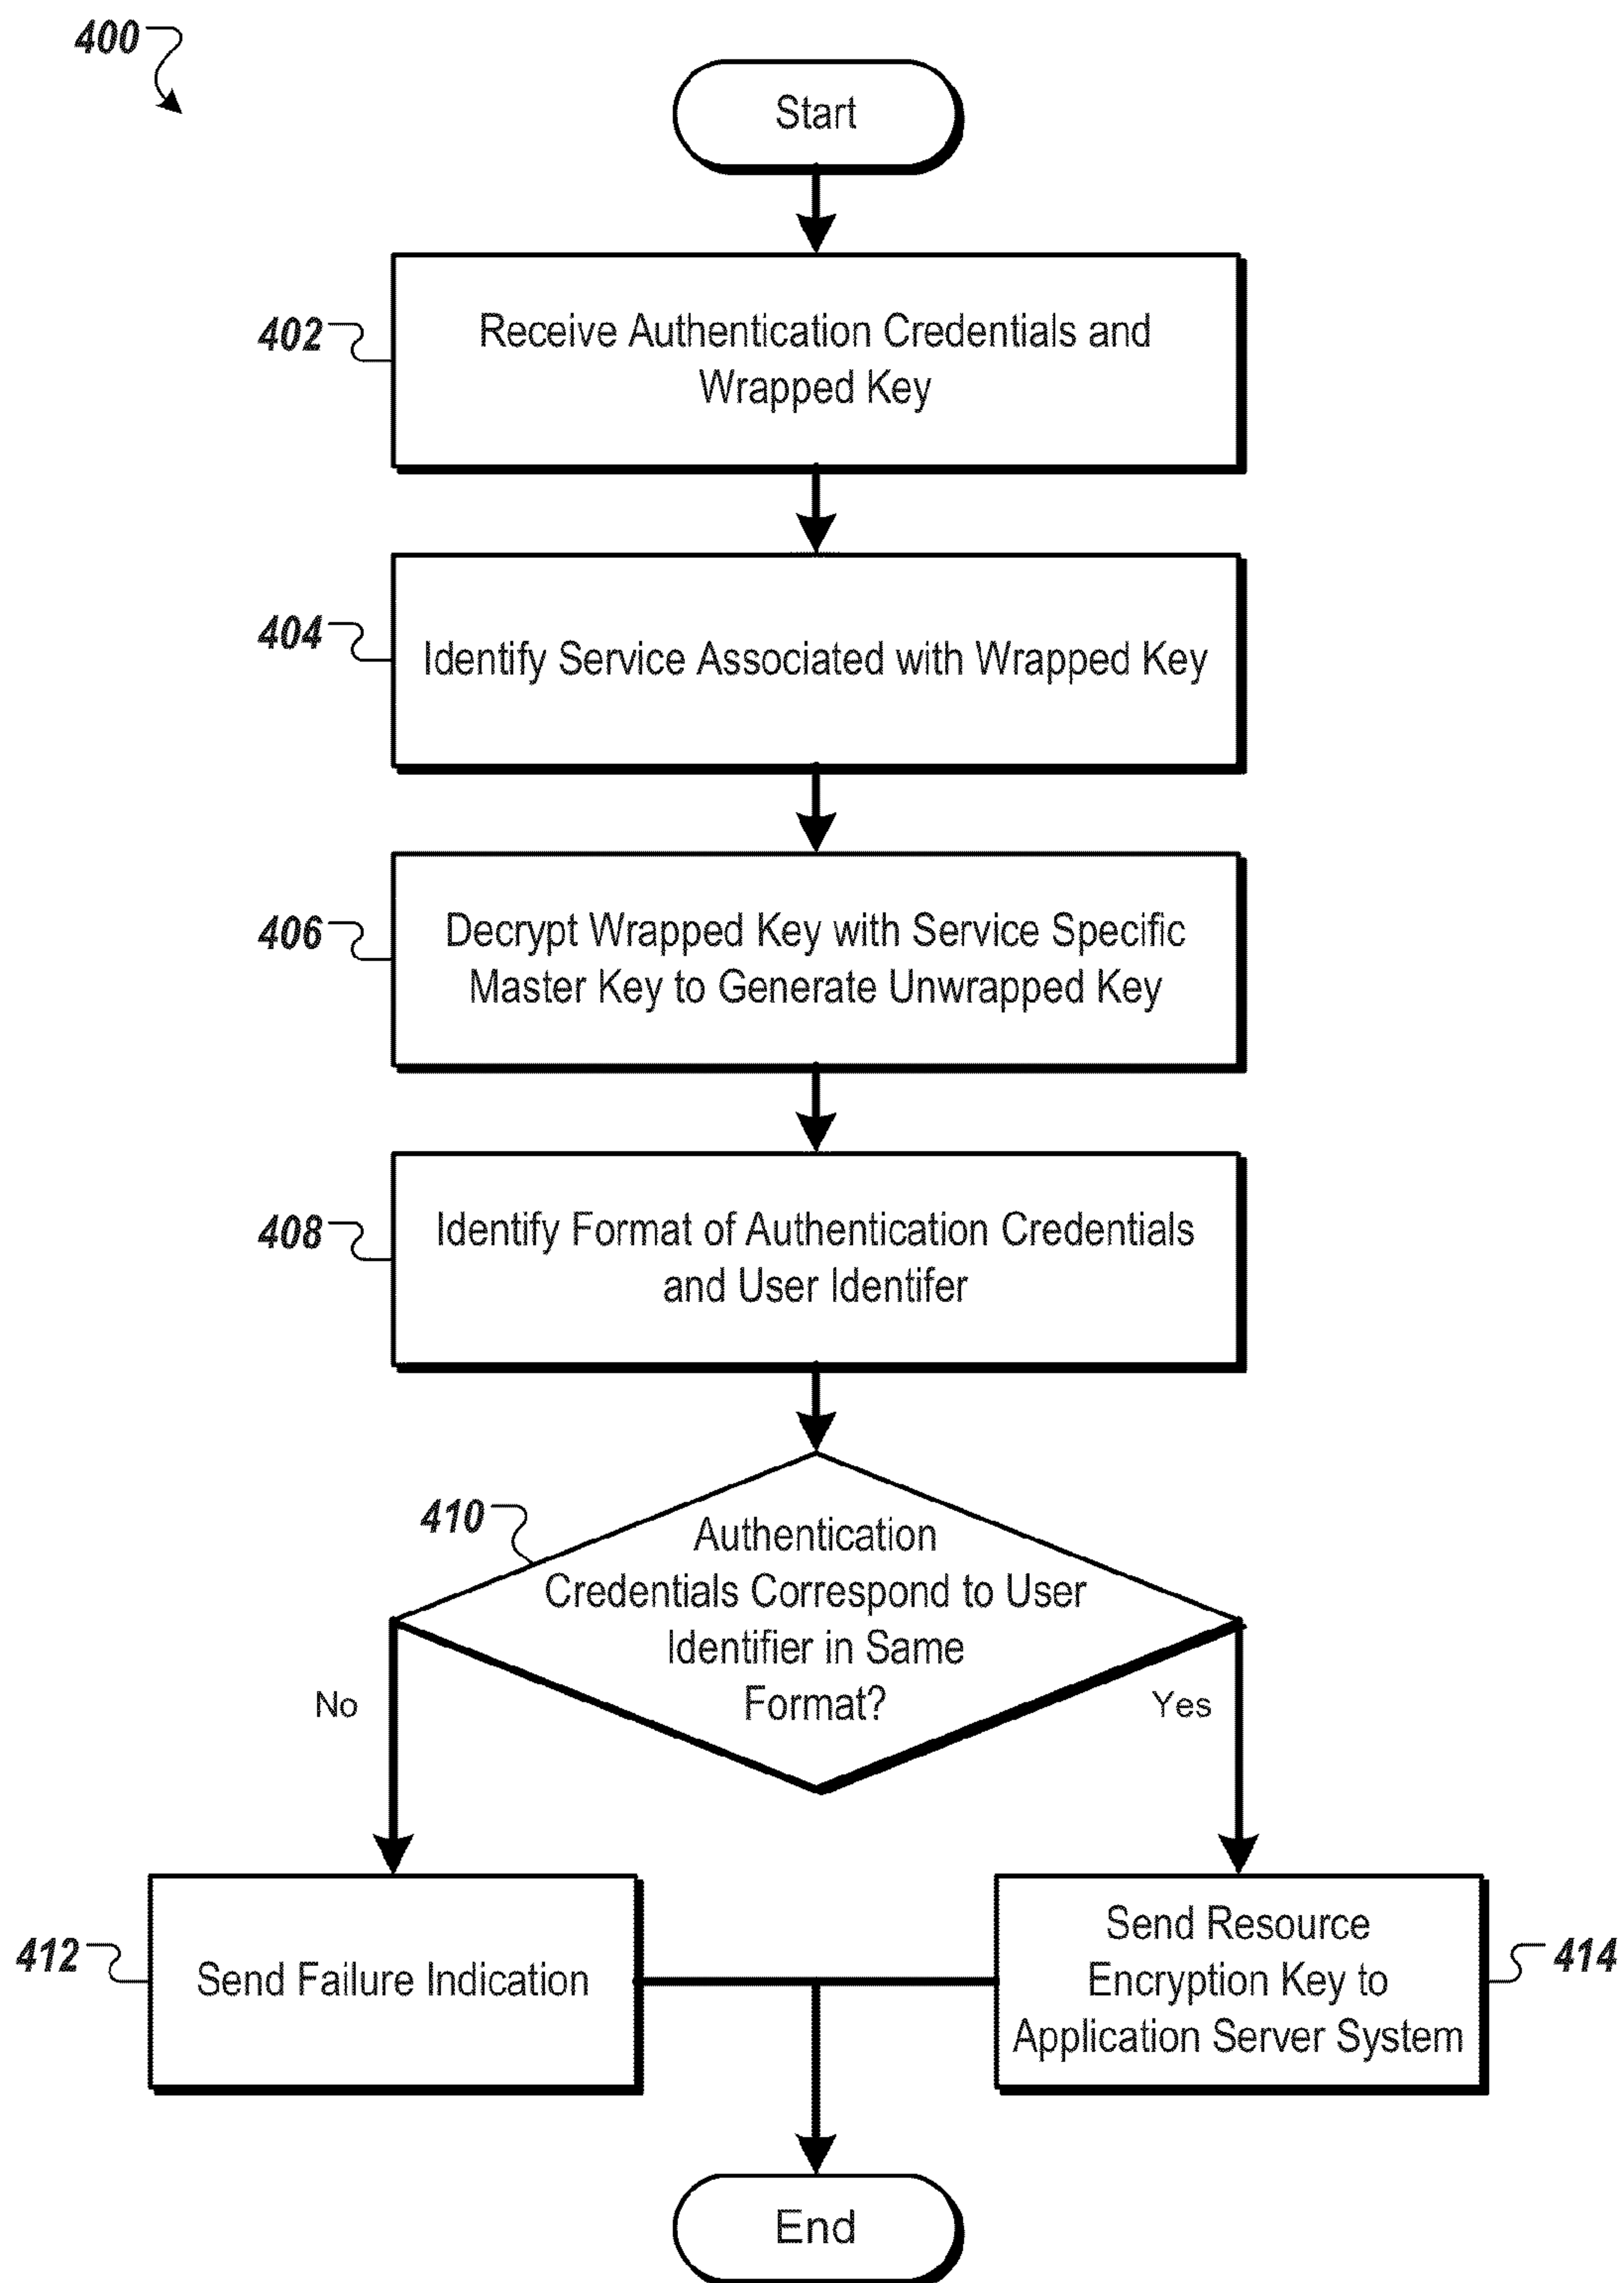 400
Start
402
Receive Authentication Credentials and
Wrapped Key
404
Identify Service Associated with Wrapped Key
406
Decrypt Wrapped Key with Service Specific
Master Key to Generate Unwrapped Key
408
Identify Format of Authentication Credentials
and User Identifer
410
Authentication
Credentials Correspond to User
Identifier in Same
Format?
No
Yes
412
Send Failure Indication
Send Resource
Encryption Key to
Application Server System
414
End